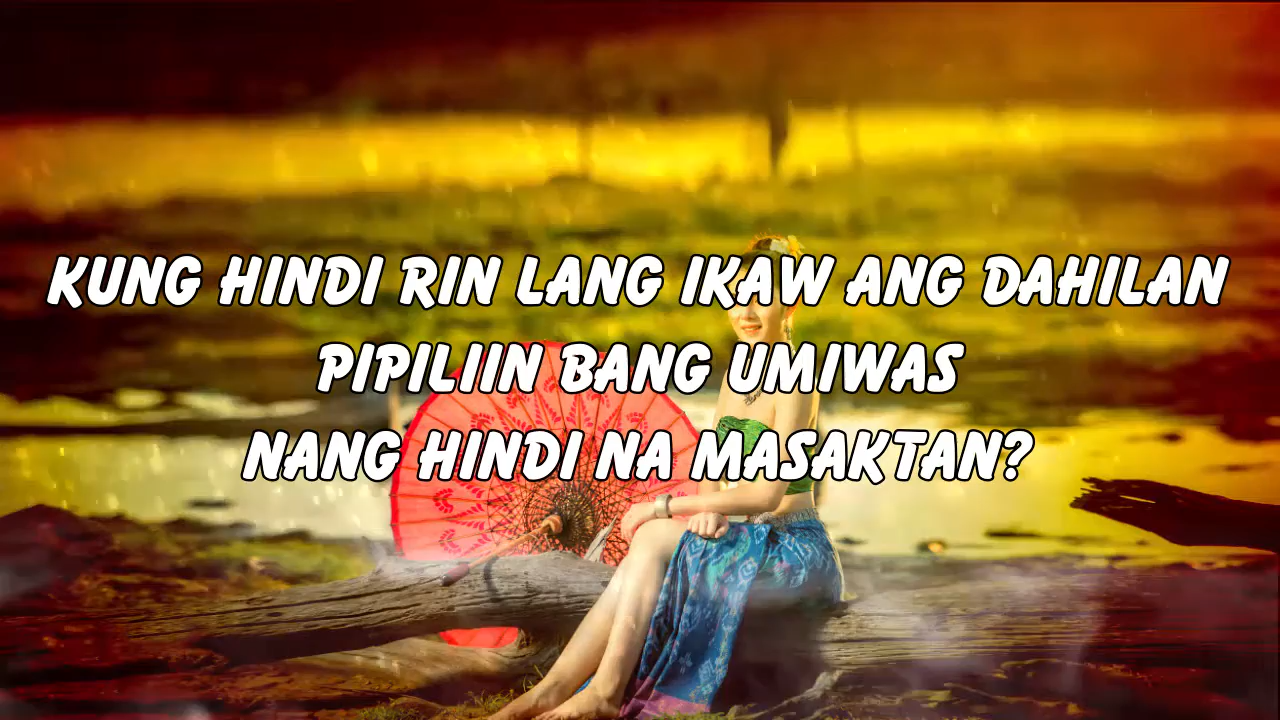 KUNG HINDI RIN LANG IKAW ANG DAHILAN
PIPILIIN BANG UMIWAS
NANG HINDI NA MASAKTAN?